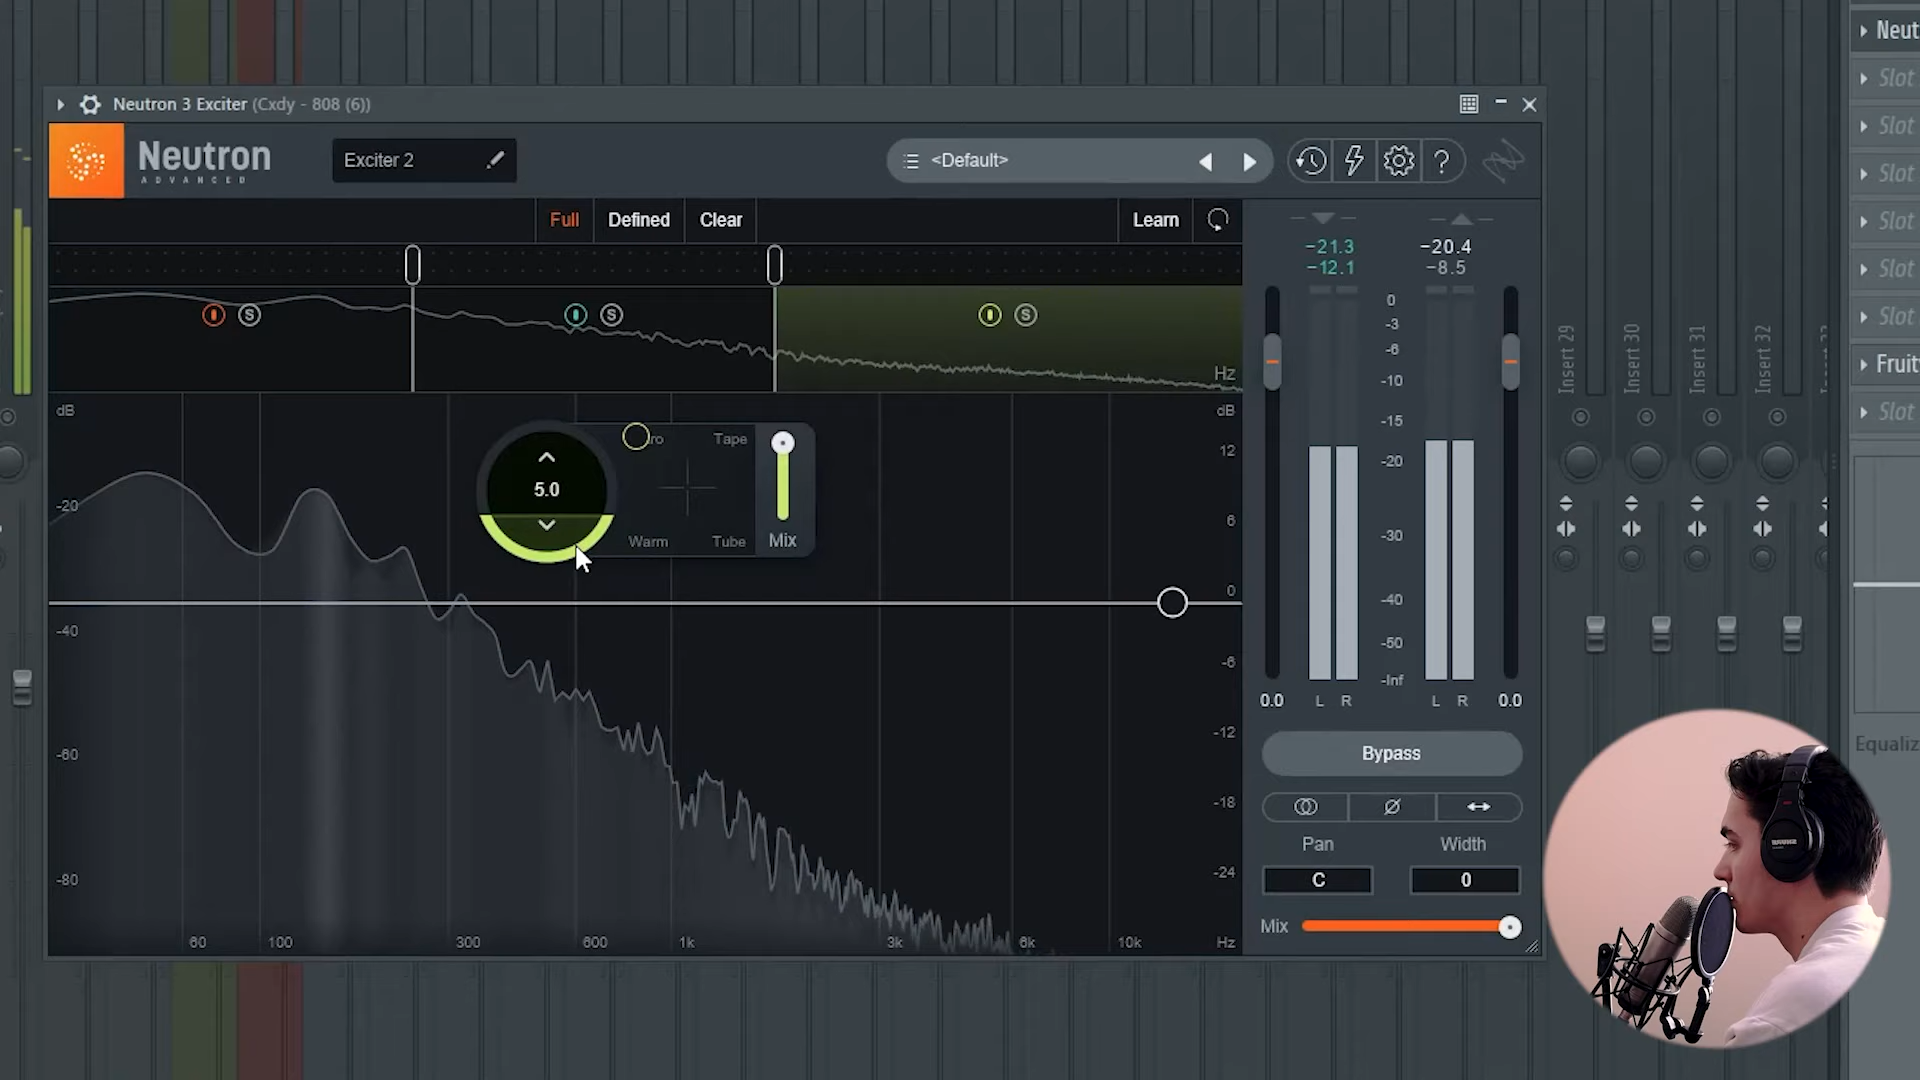 Neutron 3 Exciter (Cxdy - 808 (6))
Neutron
ADVANCED
Exciter 2
<Default>
?
Full Defined Clear
Learn
S S S
Hz
dB dB
Tape
5.0
Warm Tube Mix
-20
-40
-60
-80
12
6
0
-6
-12
-18
-24
60 100 300 600 1k 3k 6k 10k Hz
-21.3 -20.4
-12.1 -8.5
0
-3
-6
-10
-15
-20
-30
-40
-50
-Inf
0.0 L R L R 0.0
Bypass
Pan Width
C 0
Mix
Insert 29
Insert 30
Insert 31
Insert 32
Neut
Slot
Slot
Slot
Slot
Slot
Slot
Fruity
Slot
Equaliz